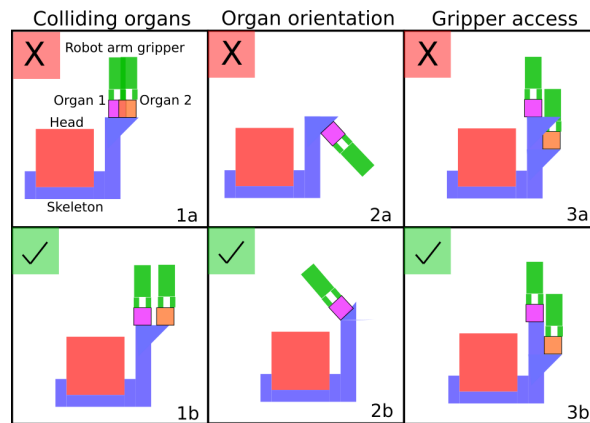 Colliding organs
Organ orientation
Gripper access
X
X
X
Robot arm gripper
Organ 1
Organ 2
Head
Skeleton
1a
2a
3a
1b
2b
3b